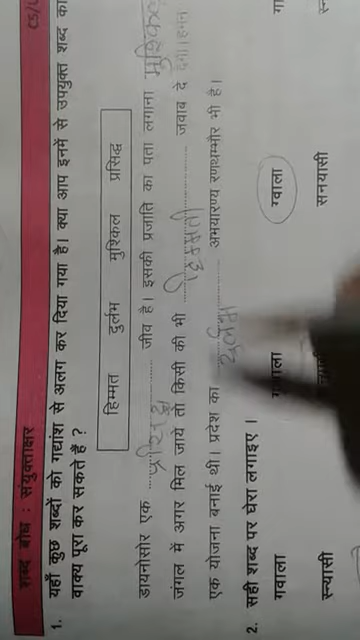 शब्द बोध : संयुक्ताक्षर
1. यहाँ कुछ शब्दों को गद्यांश से अलग कर दिया गया है। क्या आप इनमें से उपयुक्त शब्द का
वाक्य पूरा कर सकते हैं ?
हिम्मत दुर्लभ मुश्किल प्रसिद्ध
डायनोसोर एक प्रसिद्ध जीव है। इसकी प्रजाति का पता लगाना मुश्किल
जंगल में अगर मिल जाये तो किसी की भी हिम्मत जवाब दे देगी। हमने
एक योजना बनाई थी। प्रदेश का दुर्लभ अभयारण्य रणथम्भौर भी है।
2. सही शब्द पर घेरा लगाइए ।
गवाला ग्वाला
स्न्यासी सनयासी